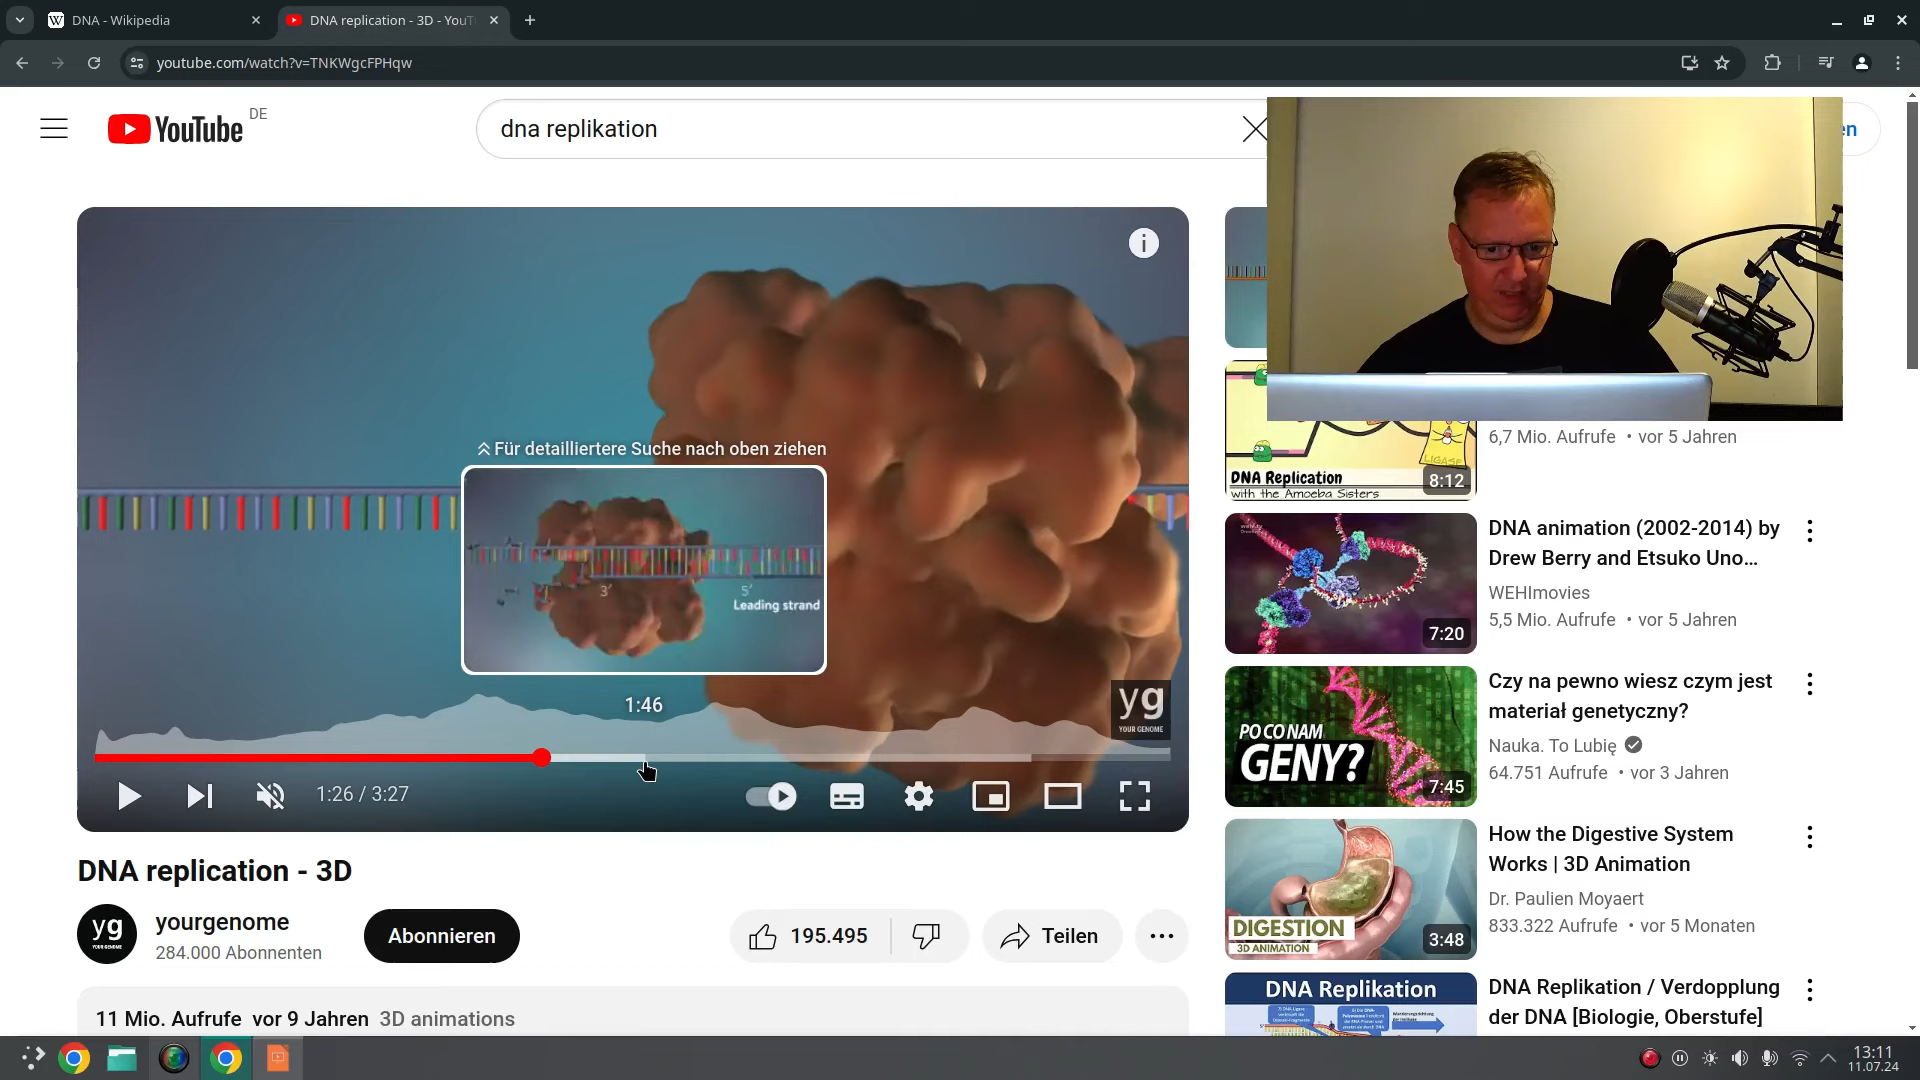 DNA - Wikipedia
DNA replication - 3D - YouT
youtube.com/watch?v=TNKWgcFPHqw
YouTube DE
dna replikation
en
Für detailliertere Suche nach oben ziehen
3'
5'
Leading strand
1:46
yg
YOUR GENOME
1:26 / 3:27
DNA replication - 3D
yg
YOUR GENOME
yourgenome
284.000 Abonnenten
Abonnieren
195.495
Teilen
11 Mio. Aufrufe vor 9 Jahren 3D animations
LIGASE
DNA Replication
with the Amoeba Sisters
8:12
6,7 Mio. Aufrufe • vor 5 Jahren
7:20
DNA animation (2002-2014) by
Drew Berry and Etsuko Uno...
WEHImovies
5,5 Mio. Aufrufe • vor 5 Jahren
PO CO NAM
GENY?
7:45
Czy na pewno wiesz czym jest
materiał genetyczny?
Nauka. To Lubię
64.751 Aufrufe • vor 3 Jahren
DIGESTION
3D ANIMATION
3:48
How the Digestive System
Works | 3D Animation
Dr. Paulien Moyaert
833.322 Aufrufe • vor 5 Monaten
DNA Replikation
DNA Replikation / Verdopplung
der DNA [Biologie, Oberstufe]
13:11
11.07.24